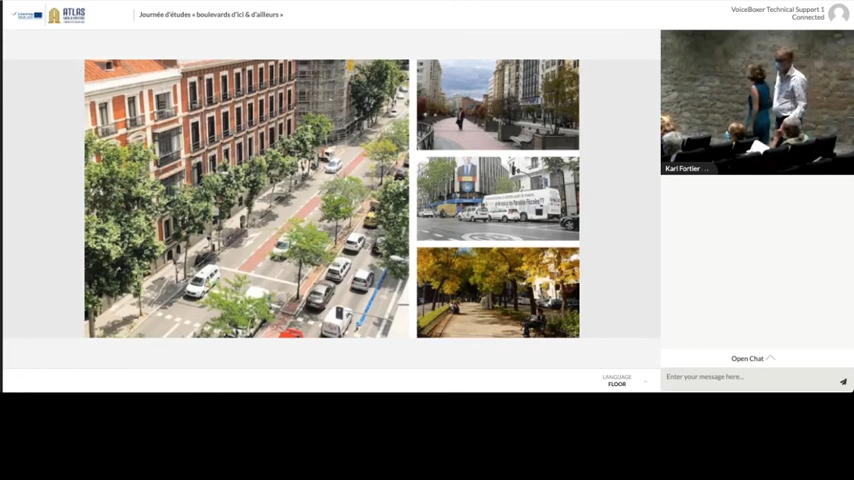 ATLAS
Journée d'études « boulevards d'ici & d'ailleurs »
VoiceBoxer Technical Support 1
Connected
Karl Fortier ...
Open Chat
LANGUAGE
FLOOR
Enter your message here...